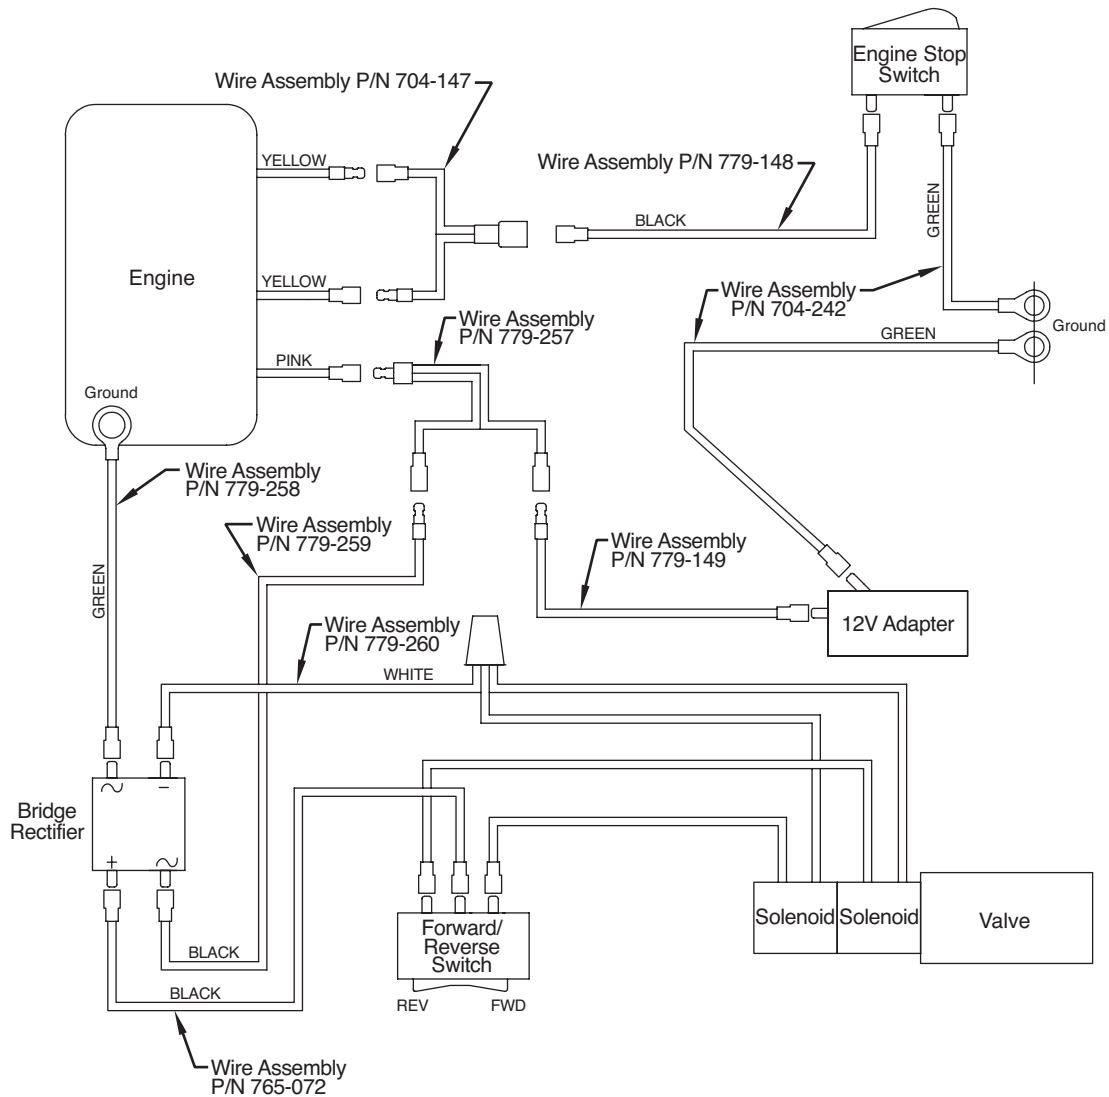 Engine Stop
Switch
Wire Assembly P/N 704-147
YELLOW
Wire Assembly P/N 779-148
BLACK
GREEN
Engine
YELLOW
Wire Assembly
P/N 704-242
Wire Assembly
P/N 779-257
GREEN
Ground
PINK
Ground
Wire Assembly
P/N 779-258
Wire Assembly
P/N 779-259
Wire Assembly
P/N 779-149
GREEN
12V Adapter
Wire Assembly
P/N 779-260
WHITE
~
−
Bridge
Rectifier
+
~
Solenoid
Solenoid
Valve
Forward/
Reverse
Switch
BLACK
BLACK
REV
FWD
Wire Assembly
P/N 765-072